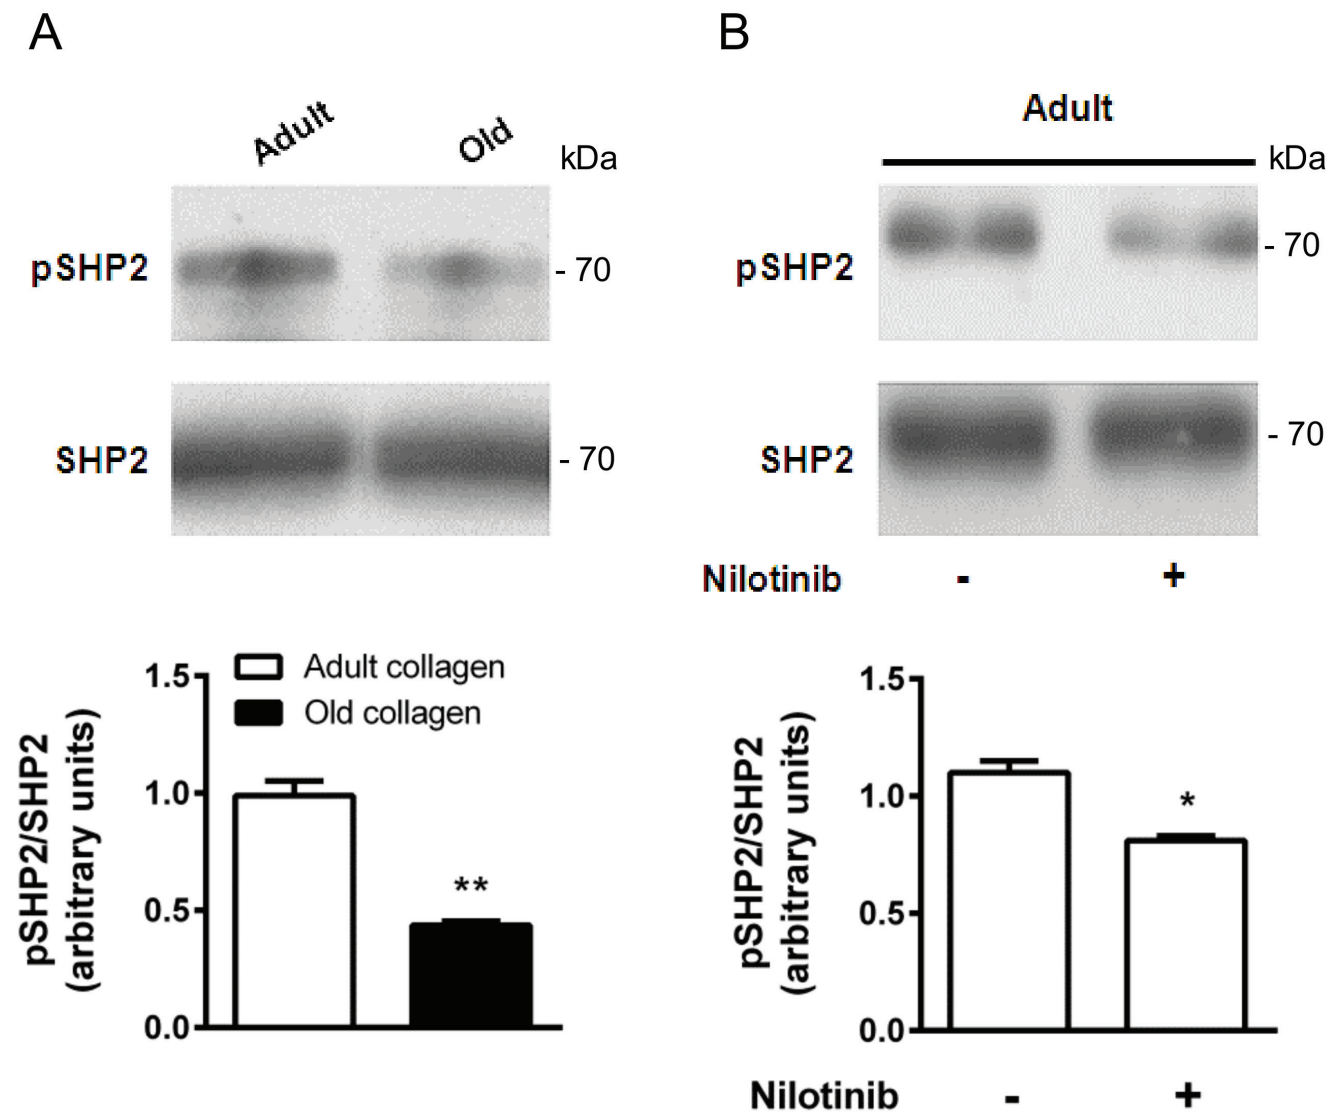 A
Adult
Old
kDa
pSHP2
- 70
SHP2
- 70
1.5
1.0
0.5
0.0
pSHP2/SHP2
(arbitrary units)
Adult collagen
Old collagen
**
B
Adult
kDa
pSHP2
- 70
SHP2
- 70
Nilotinib - +
1.5
1.0
0.5
0.0
pSHP2/SHP2
(arbitrary units)
*
Nilotinib - +